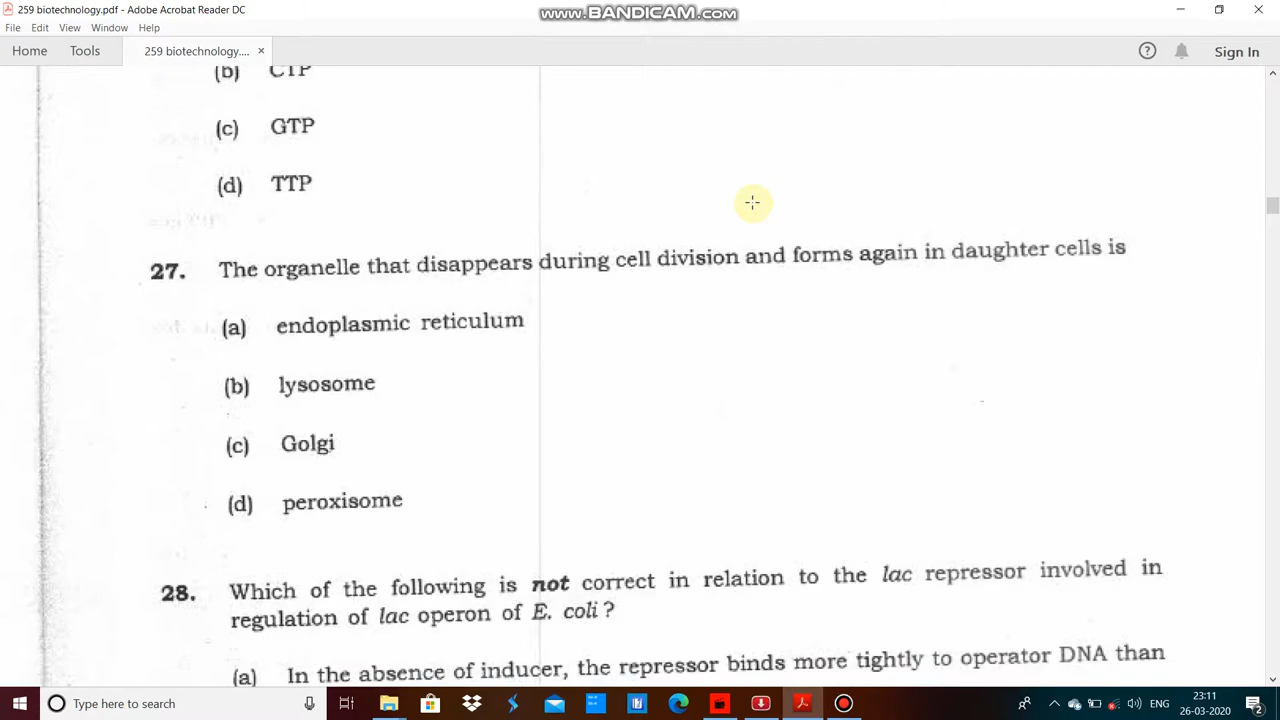 259 biotechnology.pdf - Adobe Acrobat Reader DC
www.BANDICAM.com
File Edit View Window Help
Home Tools 259 biotechnology.... × Sign In
(b) CTP
(c) GTP
(d) TTP
27. The organelle that disappears during cell division and forms again in daughter cells is
(a) endoplasmic reticulum
(b) lysosome
(c) Golgi
(d) peroxisome
28. Which of the following is not correct in relation to the lac repressor involved in
regulation of lac operon of E. coli?
(a) In the absence of inducer, the repressor binds more tightly to operator DNA than
Type here to search
ENG
23:11
26-03-2020
2